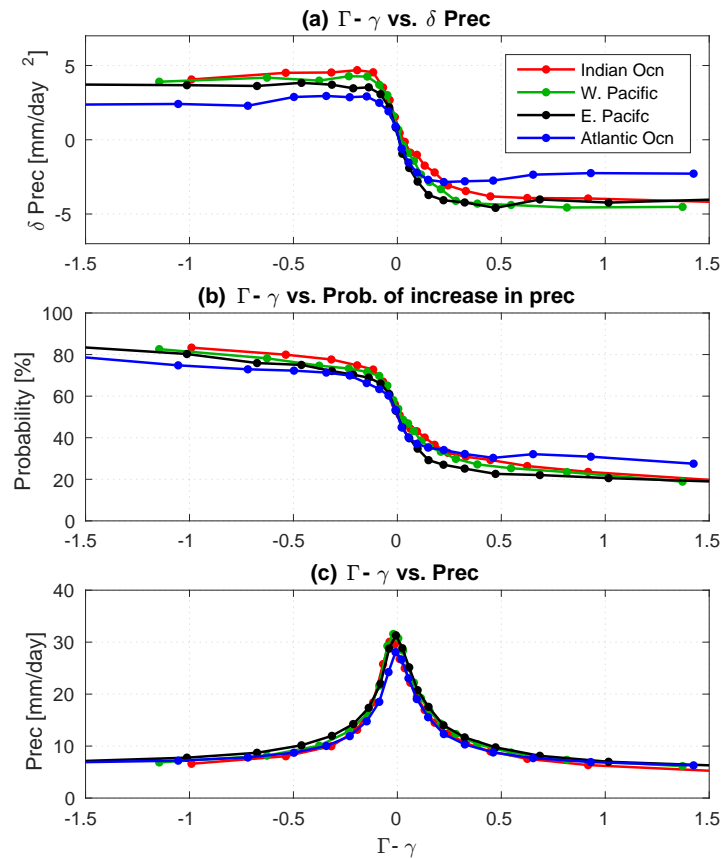 (a) Γ- γ vs. δ Prec
δ Prec [mm/day 2]
5
0
-5
Indian Ocn
W. Pacific
E. Pacifc
Atlantic Ocn
-1.5 -1 -0.5 0 0.5 1 1.5
(b) Γ- γ vs. Prob. of increase in prec
Probability [%]
100
80
60
40
20
0
-1.5 -1 -0.5 0 0.5 1 1.5
(c) Γ- γ vs. Prec
Prec [mm/day]
40
30
20
10
0
-1.5 -1 -0.5 0 0.5 1 1.5
Γ- γ